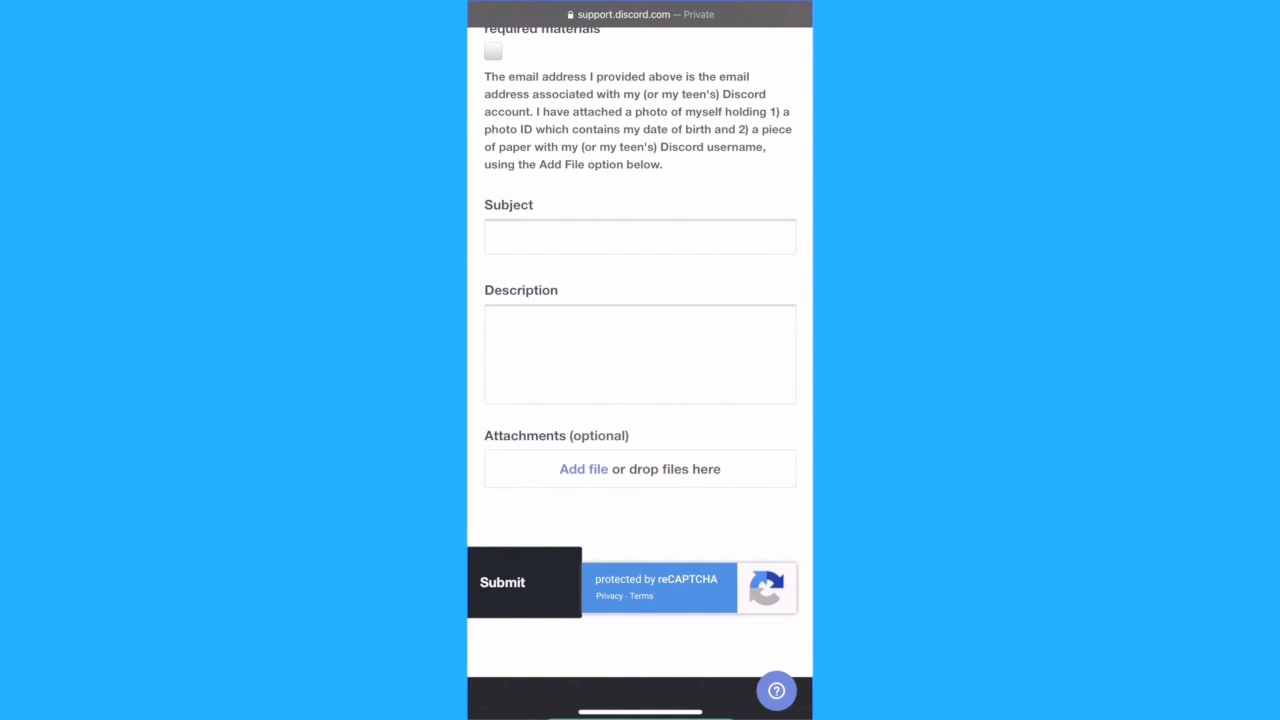 support.discord.com — Private
required materials
The email address I provided above is the email
address associated with my (or my teen's) Discord
account. I have attached a photo of myself holding 1) a
photo ID which contains my date of birth and 2) a piece
of paper with my (or my teen's) Discord username,
using the Add File option below.
Subject
Description
Attachments (optional)
Add file or drop files here
Submit
protected by reCAPTCHA
Privacy - Terms